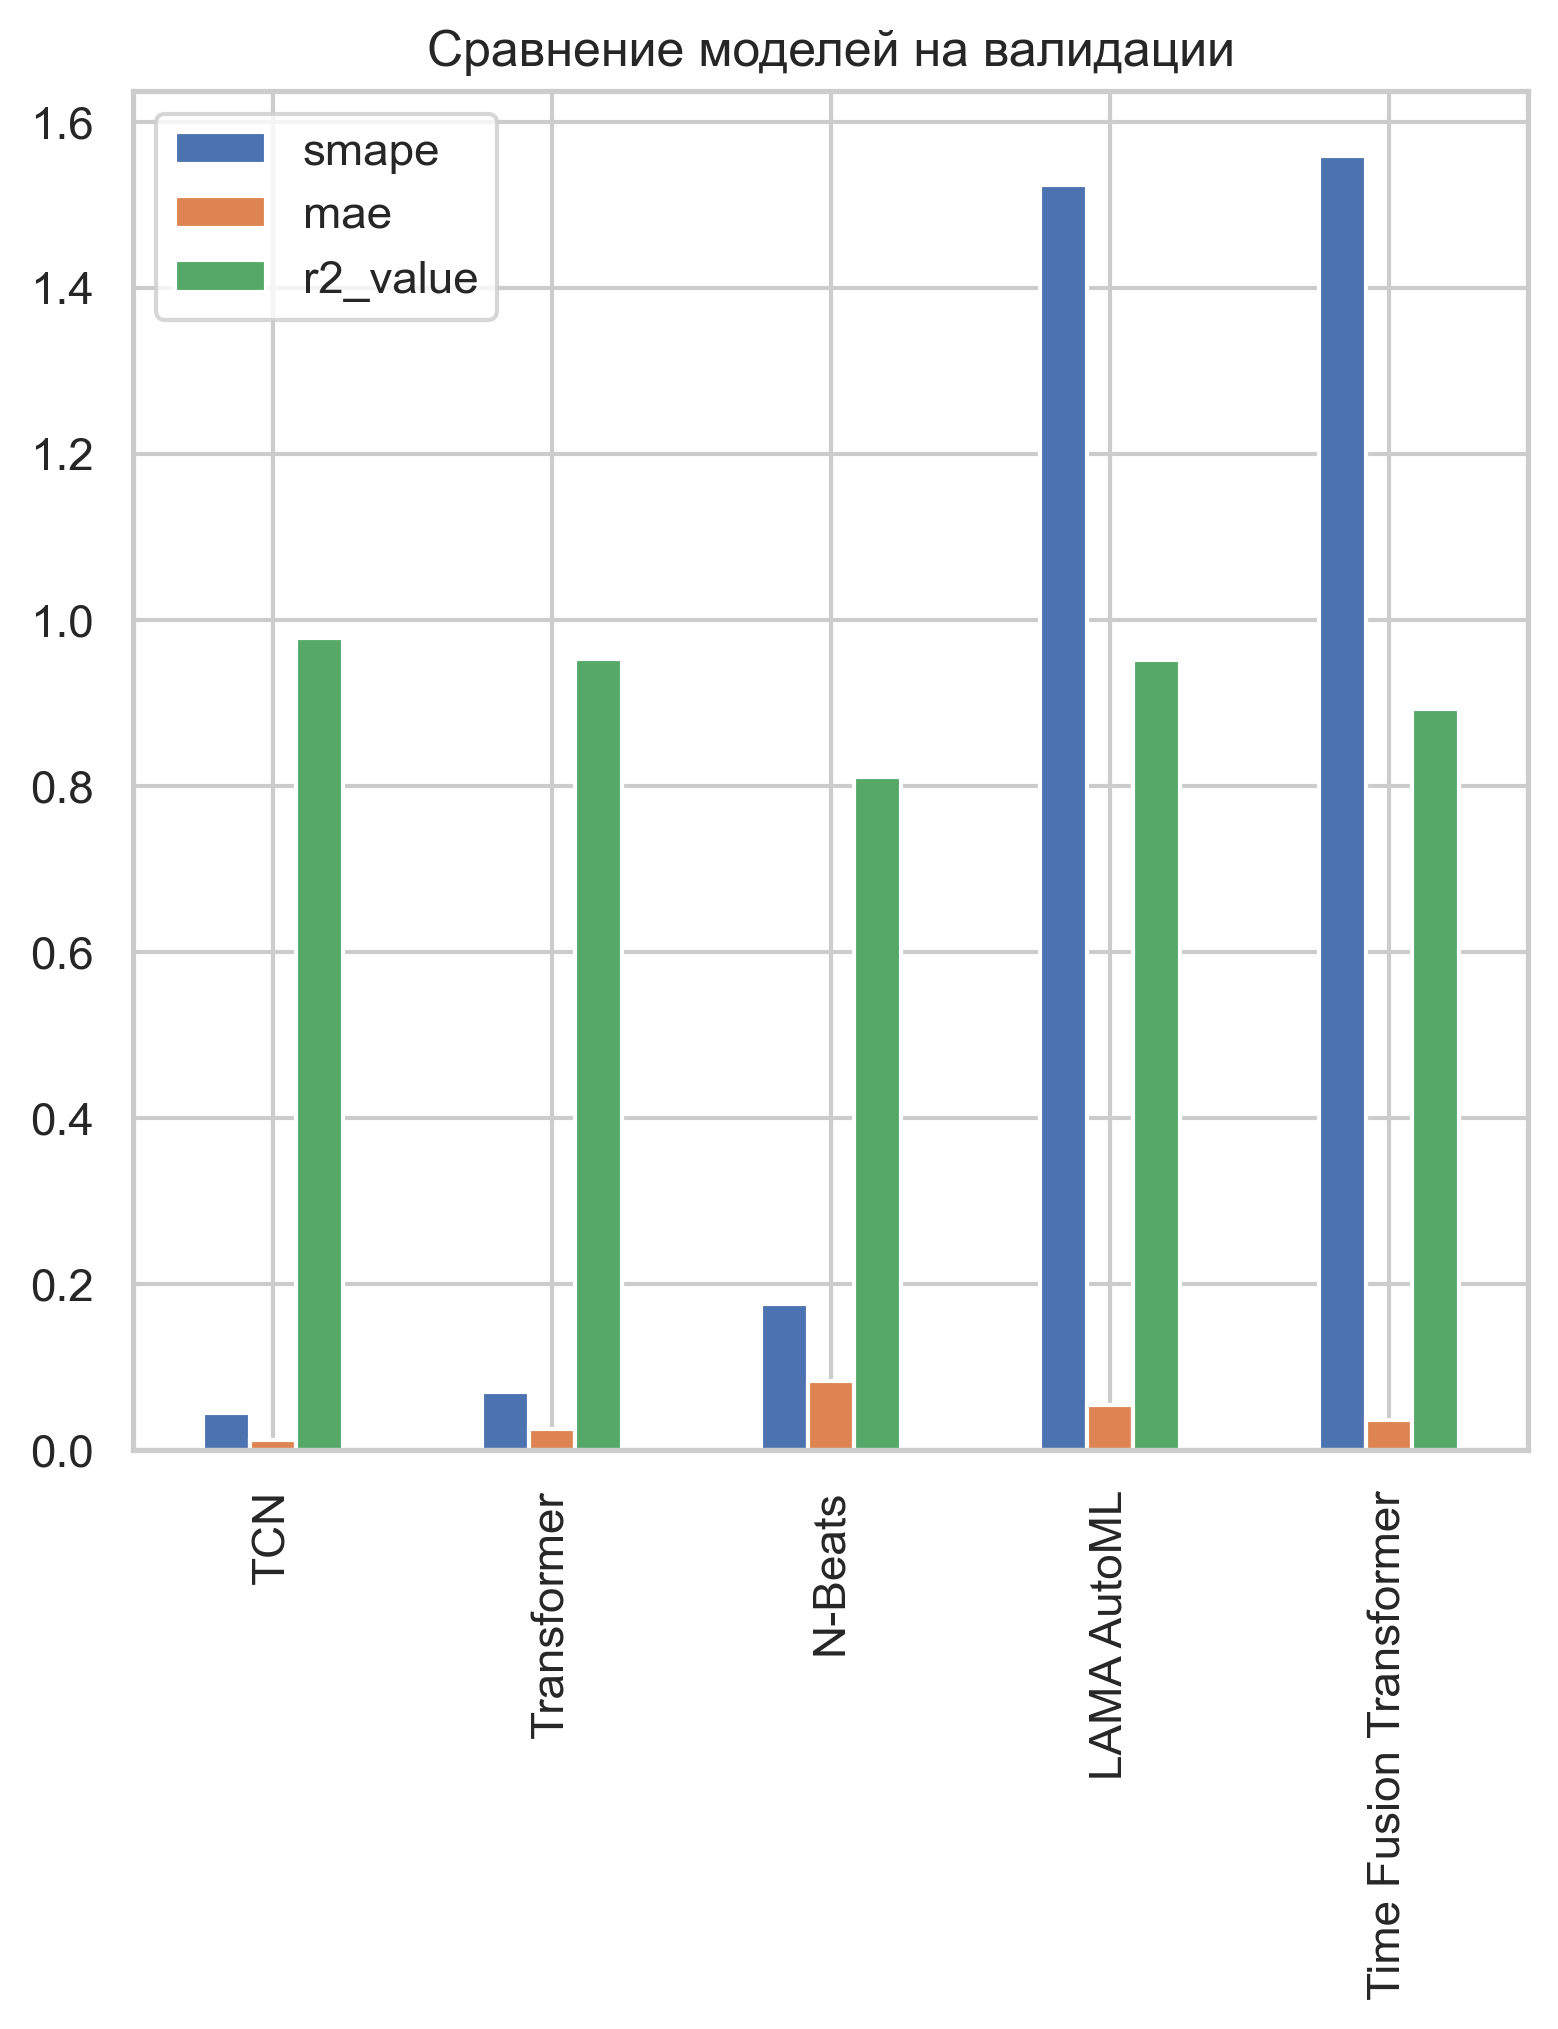 Сравнение моделей на валидации
smape
mae
r2_value
1.6
1.4
1.2
1.0
0.8
0.6
0.4
0.2
0.0
TCN
Transformer
N-Beats
LAMA AutoML
Time Fusion Transformer